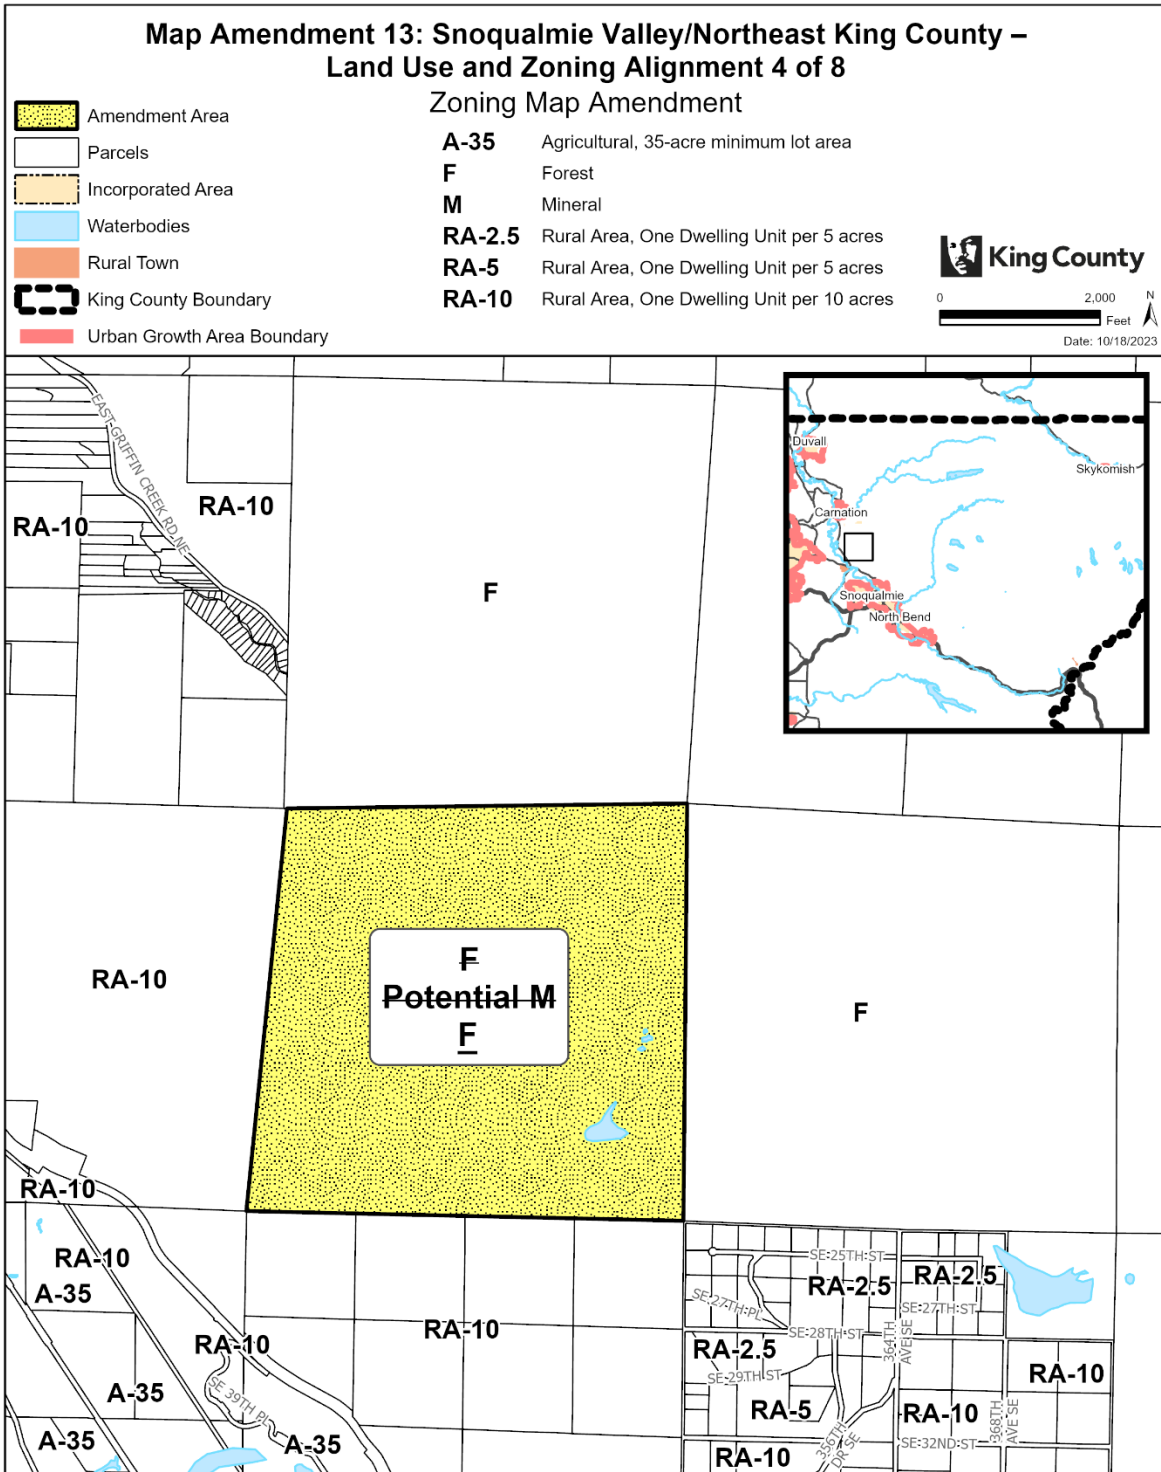 Map Amendment 13: Snoqualmie Valley/Northeast King County –
Land Use and Zoning Alignment 4 of 8
Zoning Map Amendment
Amendment Area
Parcels
Incorporated Area
Waterbodies
Rural Town
King County Boundary
Urban Growth Area Boundary
A-35 Agricultural, 35-acre minimum lot area
F Forest
M Mineral
RA-2.5 Rural Area, One Dwelling Unit per 5 acres
RA-5 Rural Area, One Dwelling Unit per 5 acres
RA-10 Rural Area, One Dwelling Unit per 10 acres
King County
0 2,000
Feet
N
Date: 10/18/2023
EAST GRIFFIN CREEK RD NE
RA-10
RA-10
F
Duvall
Skykomish
Carnation
Snoqualmie
North Bend
RA-10
F
Potential M
F
F
RA-10
RA-10
A-35
RA-10
A-35
SE 39TH PL
A-35
A-35
RA-10
SE 25TH ST
RA-2.5
RA-2.5
SE 27TH PL
SE 27TH ST
SE 28TH ST
364TH
AVE SE
RA-2.5
SE 29TH ST
RA-10
RA-5
RA-10
368TH
AVE SE
356TH
DR SE
SE 32ND ST
RA-10